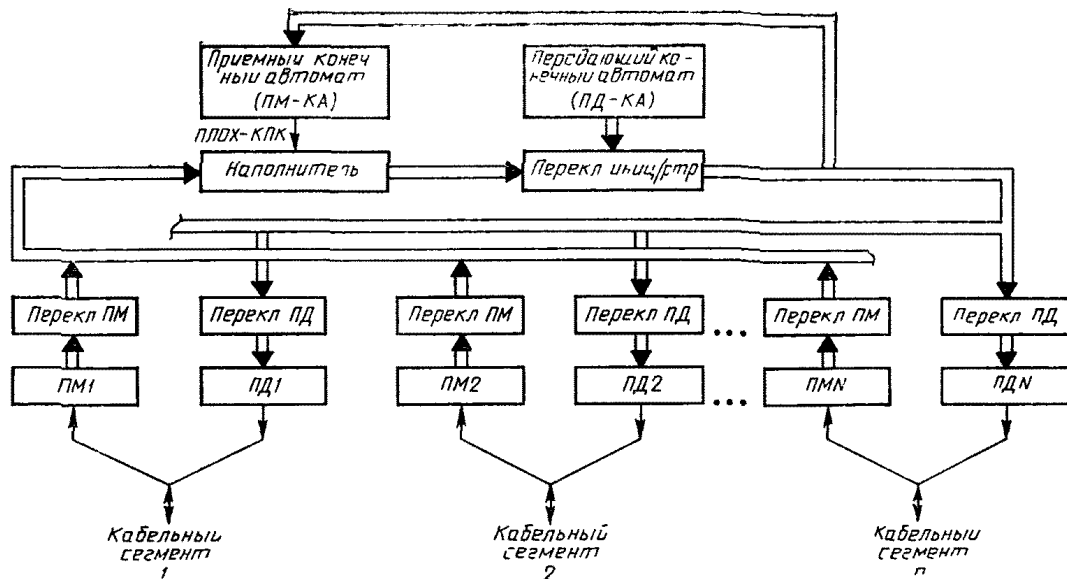 Приемный конеч
ный автомат
(ПМ-КА)
Передающий ко-
нечный автомат
(ПД-КА)
ПЛОХ-КПК
Наполнитель
Перекл иниц/ртр
Перекл ПМ
Перекл ПД
Перекл ПМ
Перекл ПД
...
Перекл ПМ
Перекл ПД
ПМ1
ПД1
ПМ2
ПД2
...
ПМN
ПДN
Кабельный
сегмент
1
Кабельный
сегмент
2
Кабельный
сегмент
п